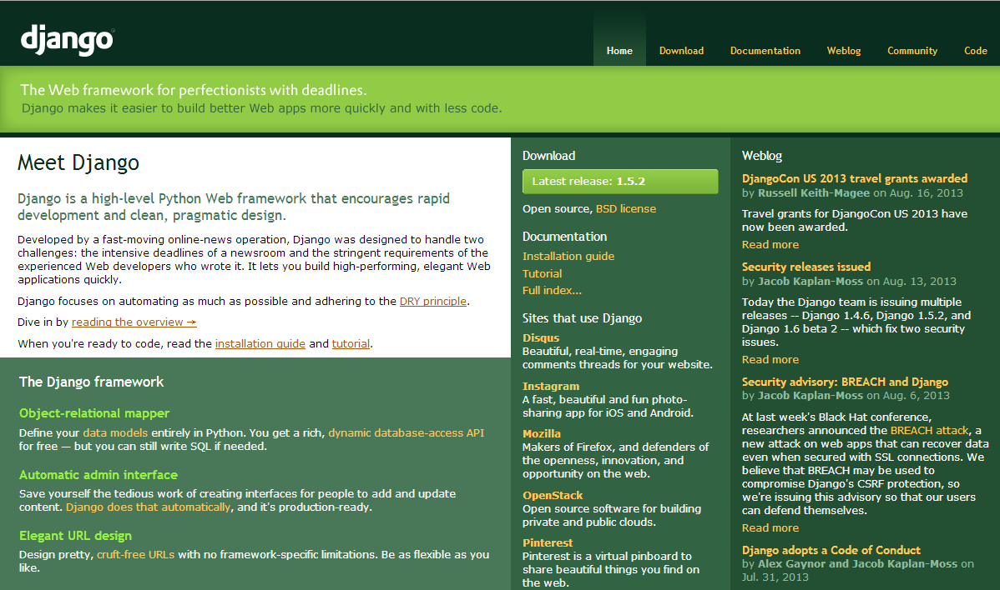 django
Home
Download
Documentation
Weblog
Community
Code
The Web framework for perfectionists with deadlines.
Django makes it easier to build better Web apps more quickly and with less code.
Meet Django
Django is a high-level Python Web framework that encourages rapid
development and clean, pragmatic design.
Developed by a fast-moving online-news operation, Django was designed to handle two
challenges: the intensive deadlines of a newsroom and the stringent requirements of the
experienced Web developers who wrote it. It lets you build high-performing, elegant Web
applications quickly.
Django focuses on automating as much as possible and adhering to the DRY principle.
Dive in by reading the overview →
When you're ready to code, read the installation guide and tutorial.
The Django framework
Object-relational mapper
Define your data models entirely in Python. You get a rich, dynamic database-access API
for free — but you can still write SQL if needed.
Automatic admin interface
Save yourself the tedious work of creating interfaces for people to add and update
content. Django does that automatically, and it's production-ready.
Elegant URL design
Design pretty, cruft-free URLs with no framework-specific limitations. Be as flexible as you
like.
Download
Latest release: 1.5.2
Open source, BSD license
Documentation
Installation guide
Tutorial
Full index...
Sites that use Django
Disqus
Beautiful, real-time, engaging
comments threads for your website.
Instagram
A fast, beautiful and fun photo-
sharing app for iOS and Android.
Mozilla
Makers of Firefox, and defenders of
the openness, innovation, and
opportunity on the web.
OpenStack
Open source software for building
private and public clouds.
Pinterest
Pinterest is a virtual pinboard to
share beautiful things you find on
the web.
Weblog
DjangoCon US 2013 travel grants awarded
by Russell Keith-Magee on Aug. 16, 2013
Travel grants for DjangoCon US 2013 have
now been awarded.
Read more
Security releases issued
by Jacob Kaplan-Moss on Aug. 13, 2013
Today the Django team is issuing multiple
releases -- Django 1.4.6, Django 1.5.2, and
Django 1.6 beta 2 -- which fix two security
issues.
Read more
Security advisory: BREACH and Django
by Jacob Kaplan-Moss on Aug. 6, 2013
At last week's Black Hat conference,
researchers announced the BREACH attack, a
new attack on web apps that can recover data
even when secured with SSL connections. We
believe that BREACH may be used to
compromise Django's CSRF protection, so
we're issuing this advisory so that our users
can defend themselves.
Read more
Django adopts a Code of Conduct
by Alex Gaynor and Jacob Kaplan-Moss on
Jul. 31, 2013